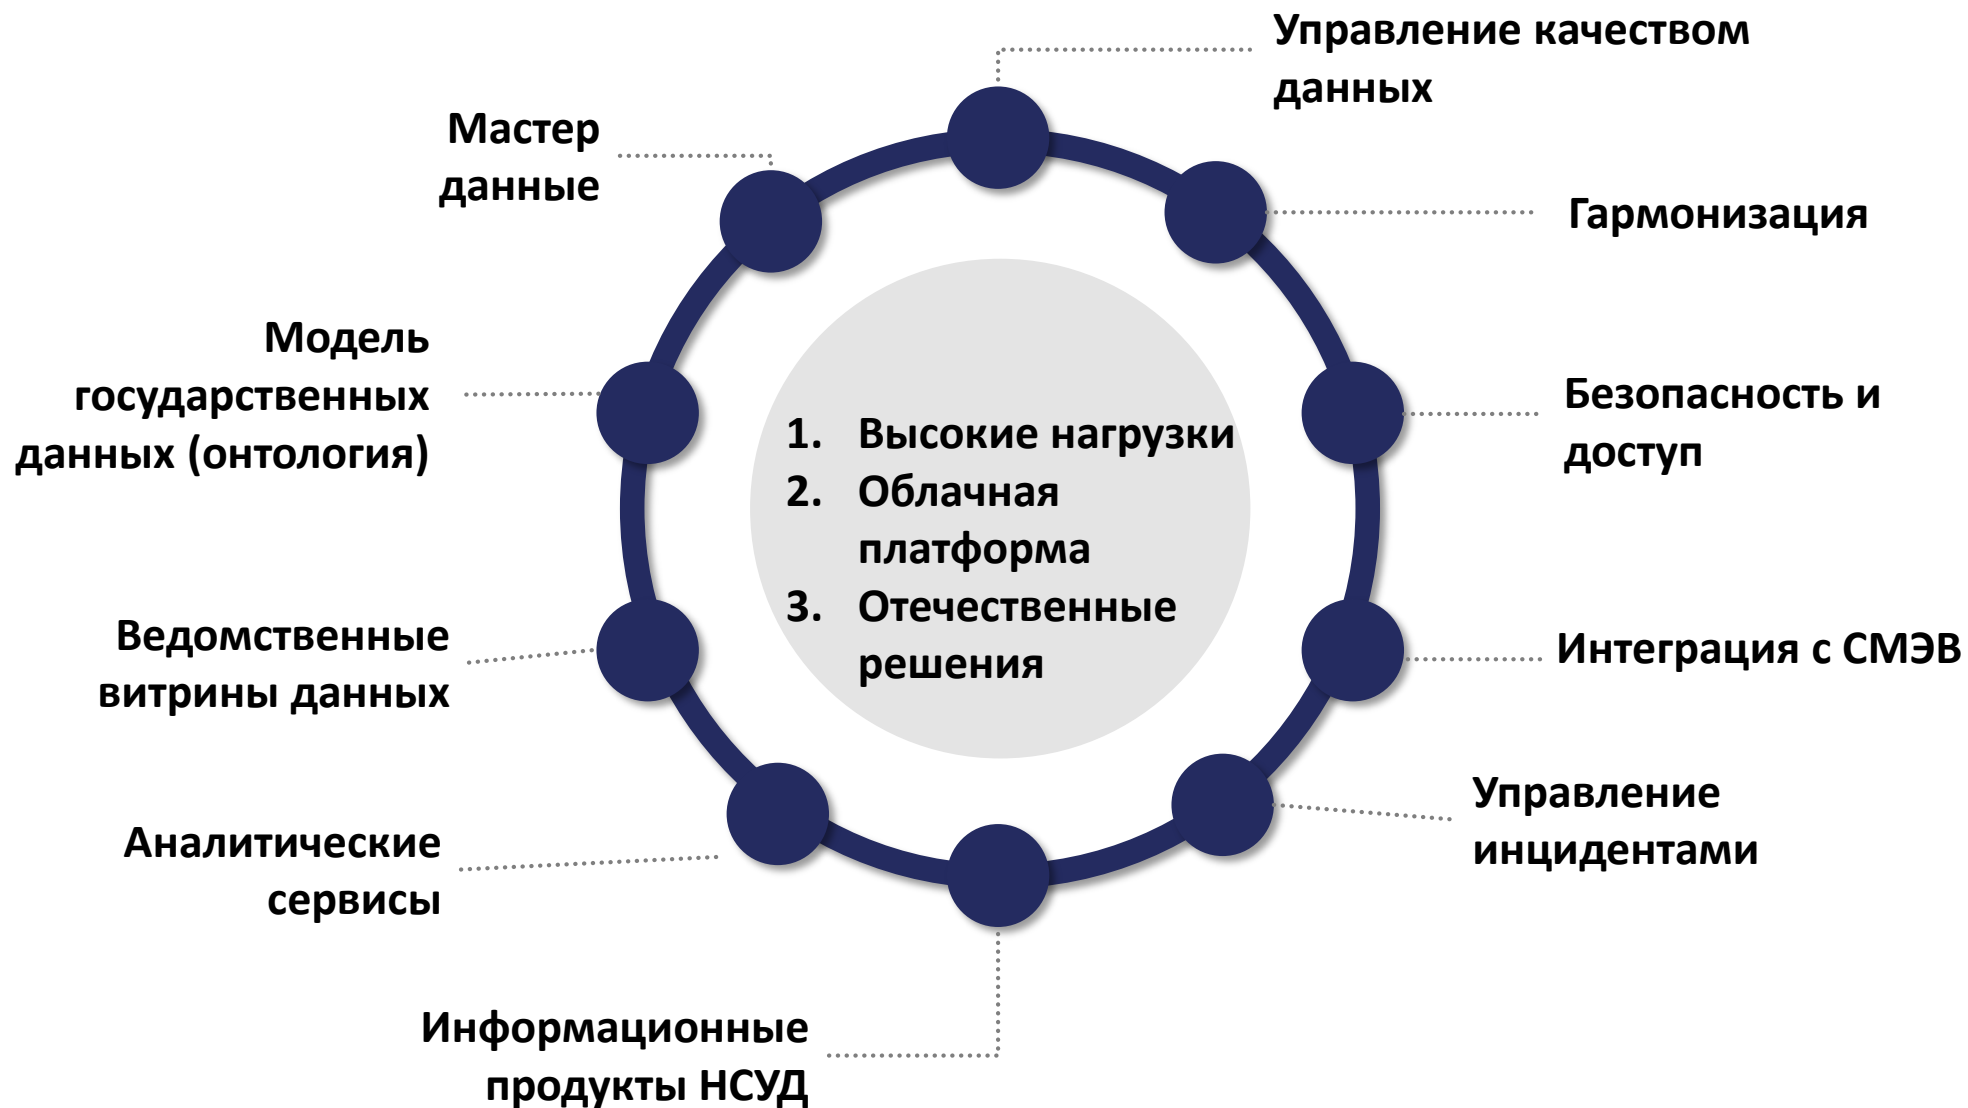 Управление качеством
данных
Мастер
данные
Гармонизация
Модель
государственных
данных (онтология)
Безопасность и
доступ
1. Высокие нагрузки
2. Облачная
платформа
3. Отечественные
решения
Ведомственные
витрины данных
Интеграция с СМЭВ
Управление
инцидентами
Аналитические
сервисы
Информационные
продукты НСУД